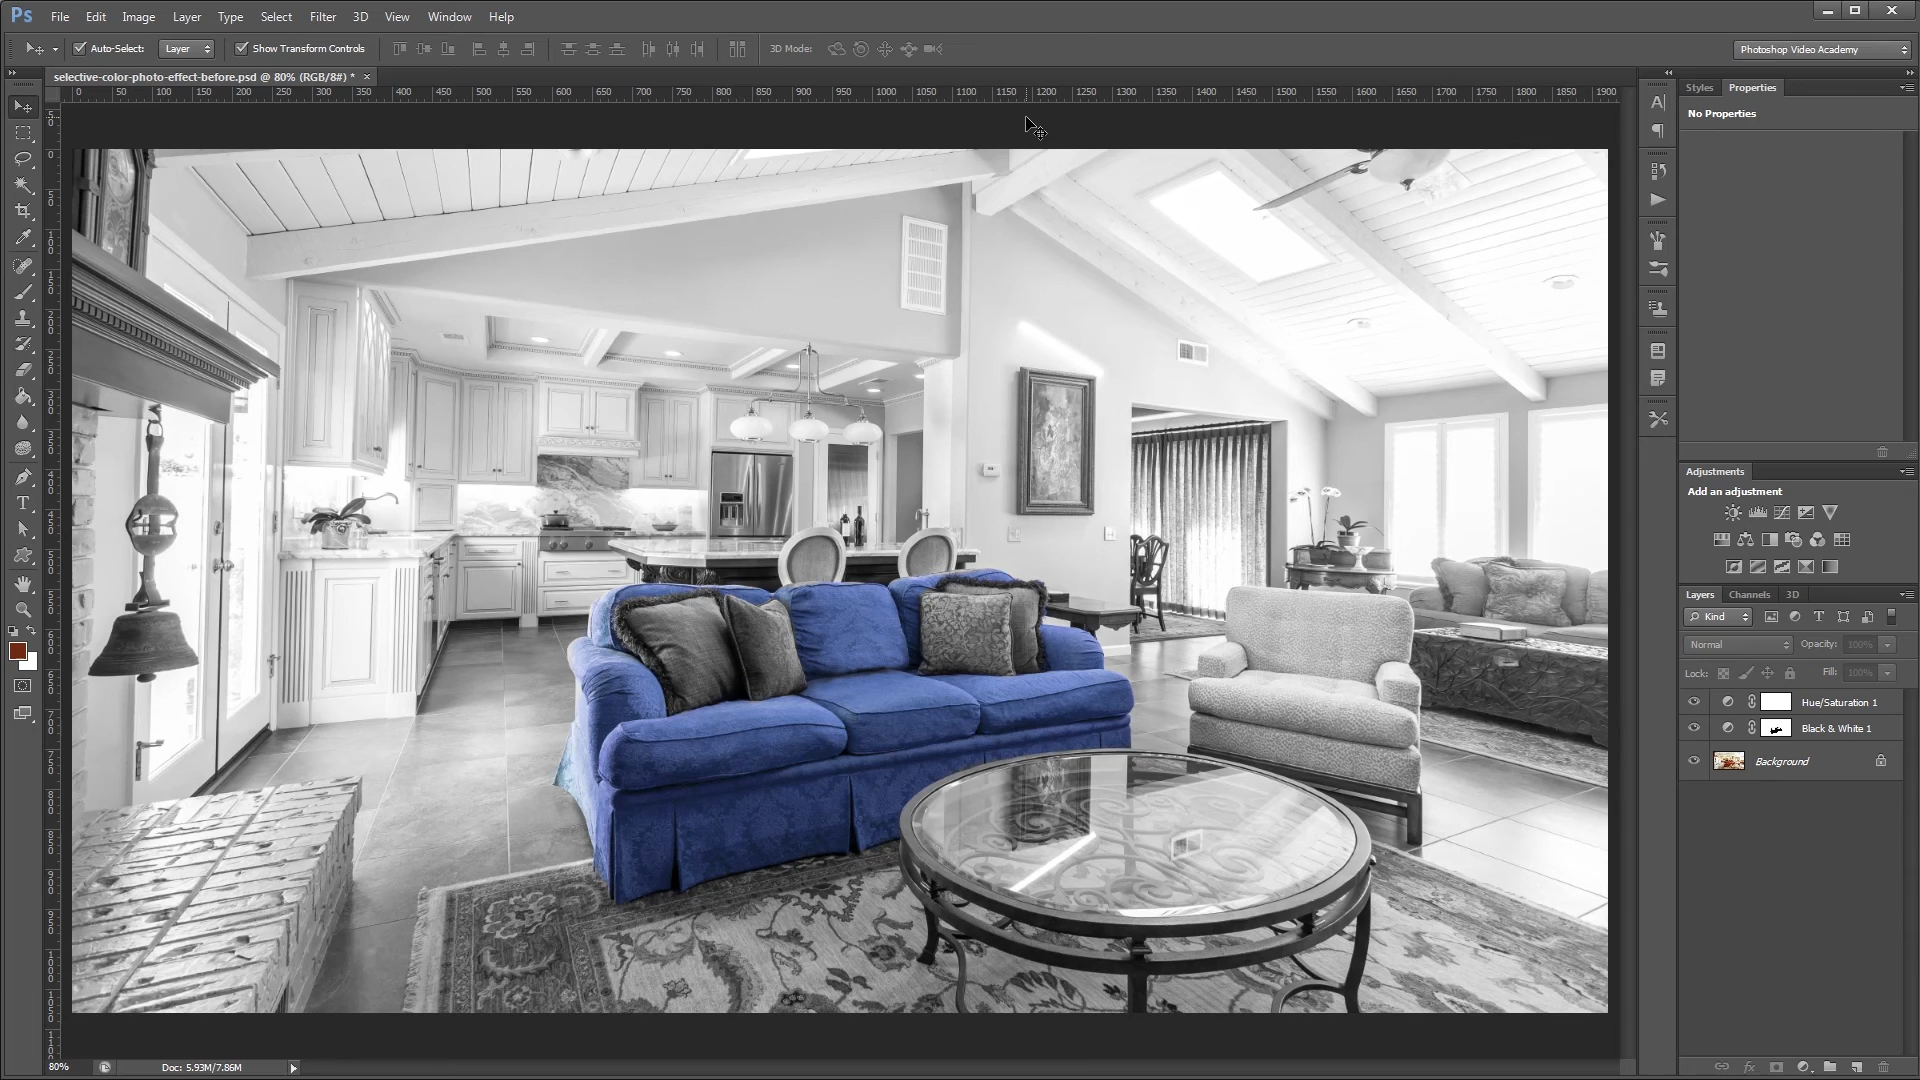 Ps File Edit Image Layer Type Select Filter 3D View Window Help
Auto-Select: Layer Show Transform Controls 3D Mode: Photoshop Video Academy
selective-color-photo-effect-before.psd @ 80% (RGB/8#) * ×
0 50 100 150 200 250 300 350 400 450 500 550 600 650 700 750 800 850 900 950 1000 1050 1100 1150 1200 1250 1300 1350 1400 1450 1500 1550 1600 1650 1700 1750 1800 1850 1900
Styles Properties
No Properties
Adjustments
Add an adjustment
Layers Channels 3D
Kind
Normal Opacity: 100%
Lock: Fill: 100%
Hue/Saturation 1
Black & White 1
Background
80% Doc: 5.93M/7.86M